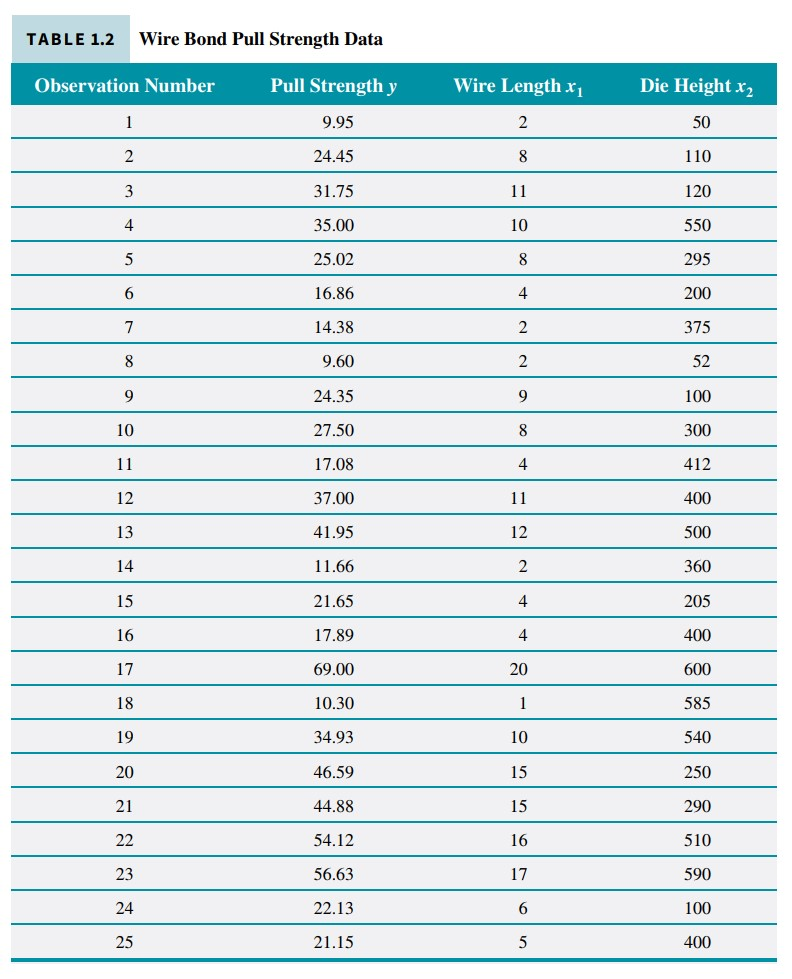 TABLE 1.2 Wire Bond Pull Strength Data
Observation Number Pull Strength y Wire Length x₁ Die Height x₂
1 9.95 2 50
2 24.45 8 110
3 31.75 11 120
4 35.00 10 550
5 25.02 8 295
6 16.86 4 200
7 14.38 2 375
8 9.60 2 52
9 24.35 9 100
10 27.50 8 300
11 17.08 4 412
12 37.00 11 400
13 41.95 12 500
14 11.66 2 360
15 21.65 4 205
16 17.89 4 400
17 69.00 20 600
18 10.30 1 585
19 34.93 10 540
20 46.59 15 250
21 44.88 15 290
22 54.12 16 510
23 56.63 17 590
24 22.13 6 100
25 21.15 5 400